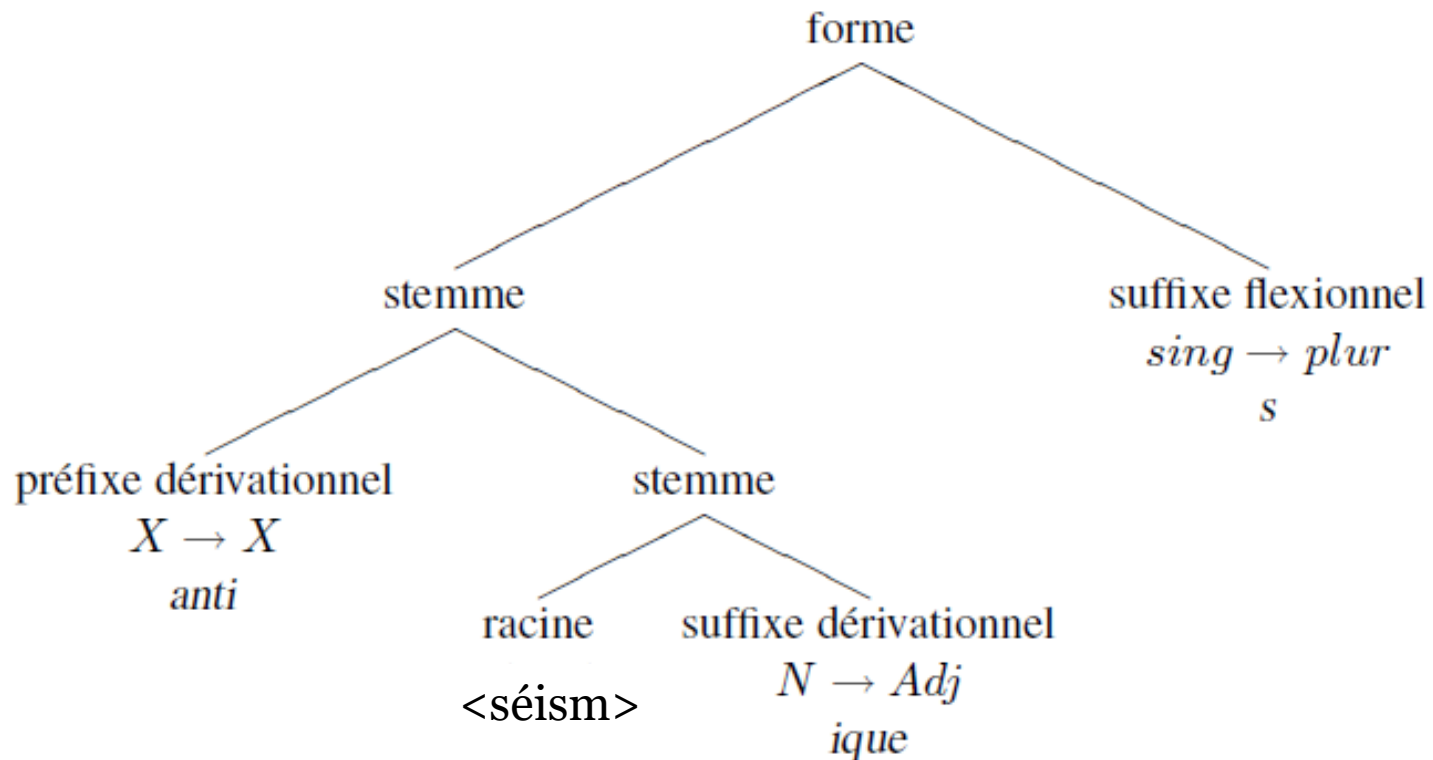 forme
stemme
suffixe flexionnel
sing → plur
s
préfixe dérivationnel
X → X
anti
stemme
racine
<séism>
suffixe dérivationnel
N → Adj
ique